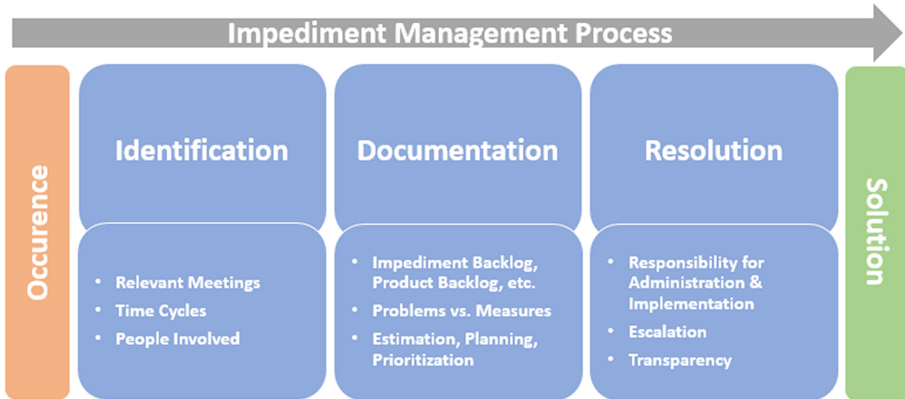 Impediment Management Process
Occurence
Identification
• Relevant Meetings
• Time Cycles
• People Involved
Documentation
• Impediment Backlog,
Product Backlog, etc.
• Problems vs. Measures
• Estimation, Planning,
Prioritization
Resolution
• Responsibility for
Administration &
Implementation
• Escalation
• Transparency
Solution